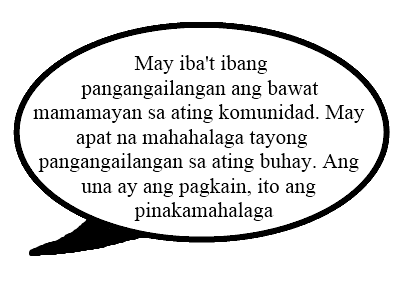 May iba't ibang
pangangailangan ang bawat
mamamayan sa ating komunidad. May
apat na mahahalaga tayong
pangangailangan sa ating buhay. Ang
una ay ang pagkain, ito ang
pinakamahalaga